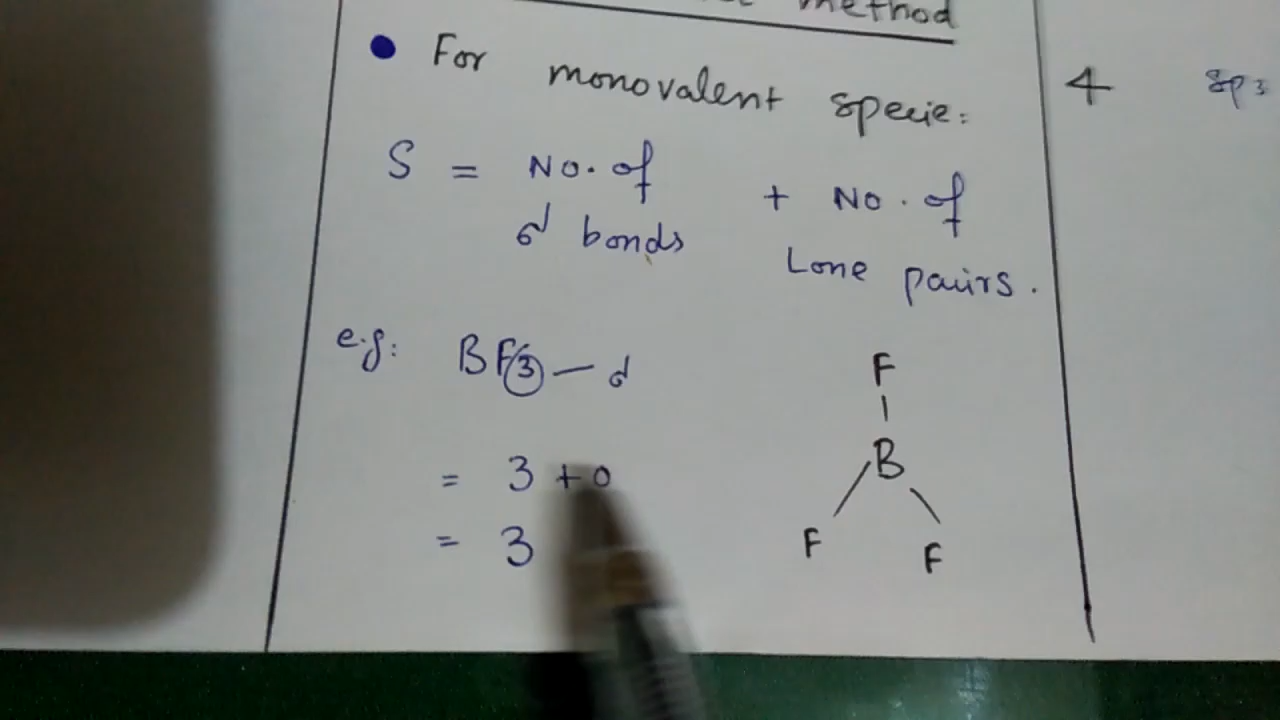 method
• For monovalent specie:
S = No. of σ bonds + No. of Lone pairs.
e.g: BF3 — σ
= 3 + 0
= 3
F
B
F F
4 sp3